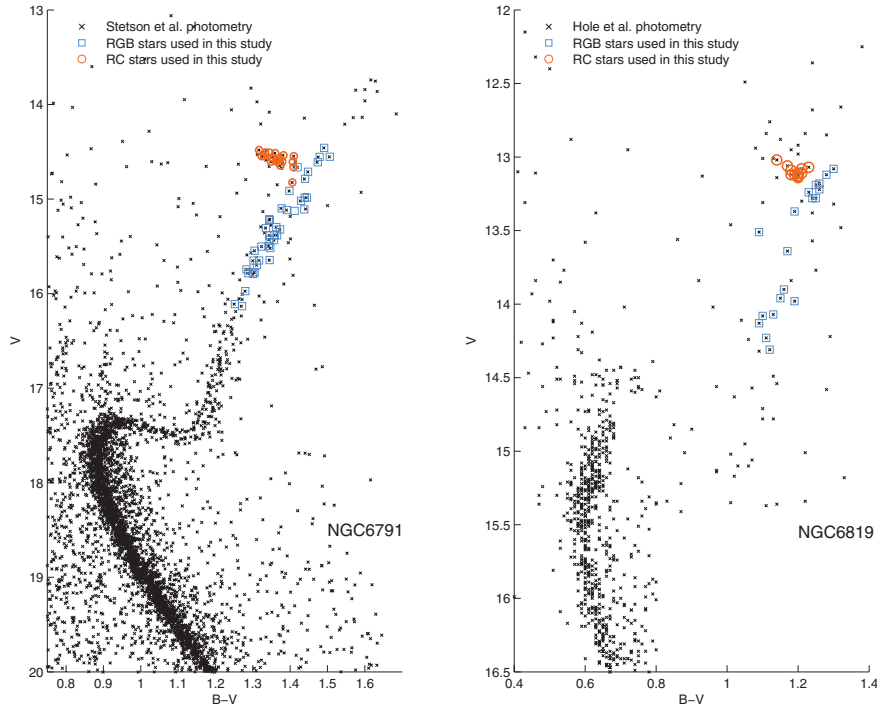 13
14
15
16
17
18
19
20
V
0.8
0.9
1
1.1
1.2
1.3
1.4
1.5
1.6
B−V
Stetson et al. photometry
RGB stars used in this study
RC stars used in this study
NGC6791
12
12.5
13
13.5
14
14.5
15
15.5
16
16.5
V
0.4
0.6
0.8
1
1.2
1.4
B−V
Hole et al. photometry
RGB stars used in this study
RC stars used in this study
NGC6819